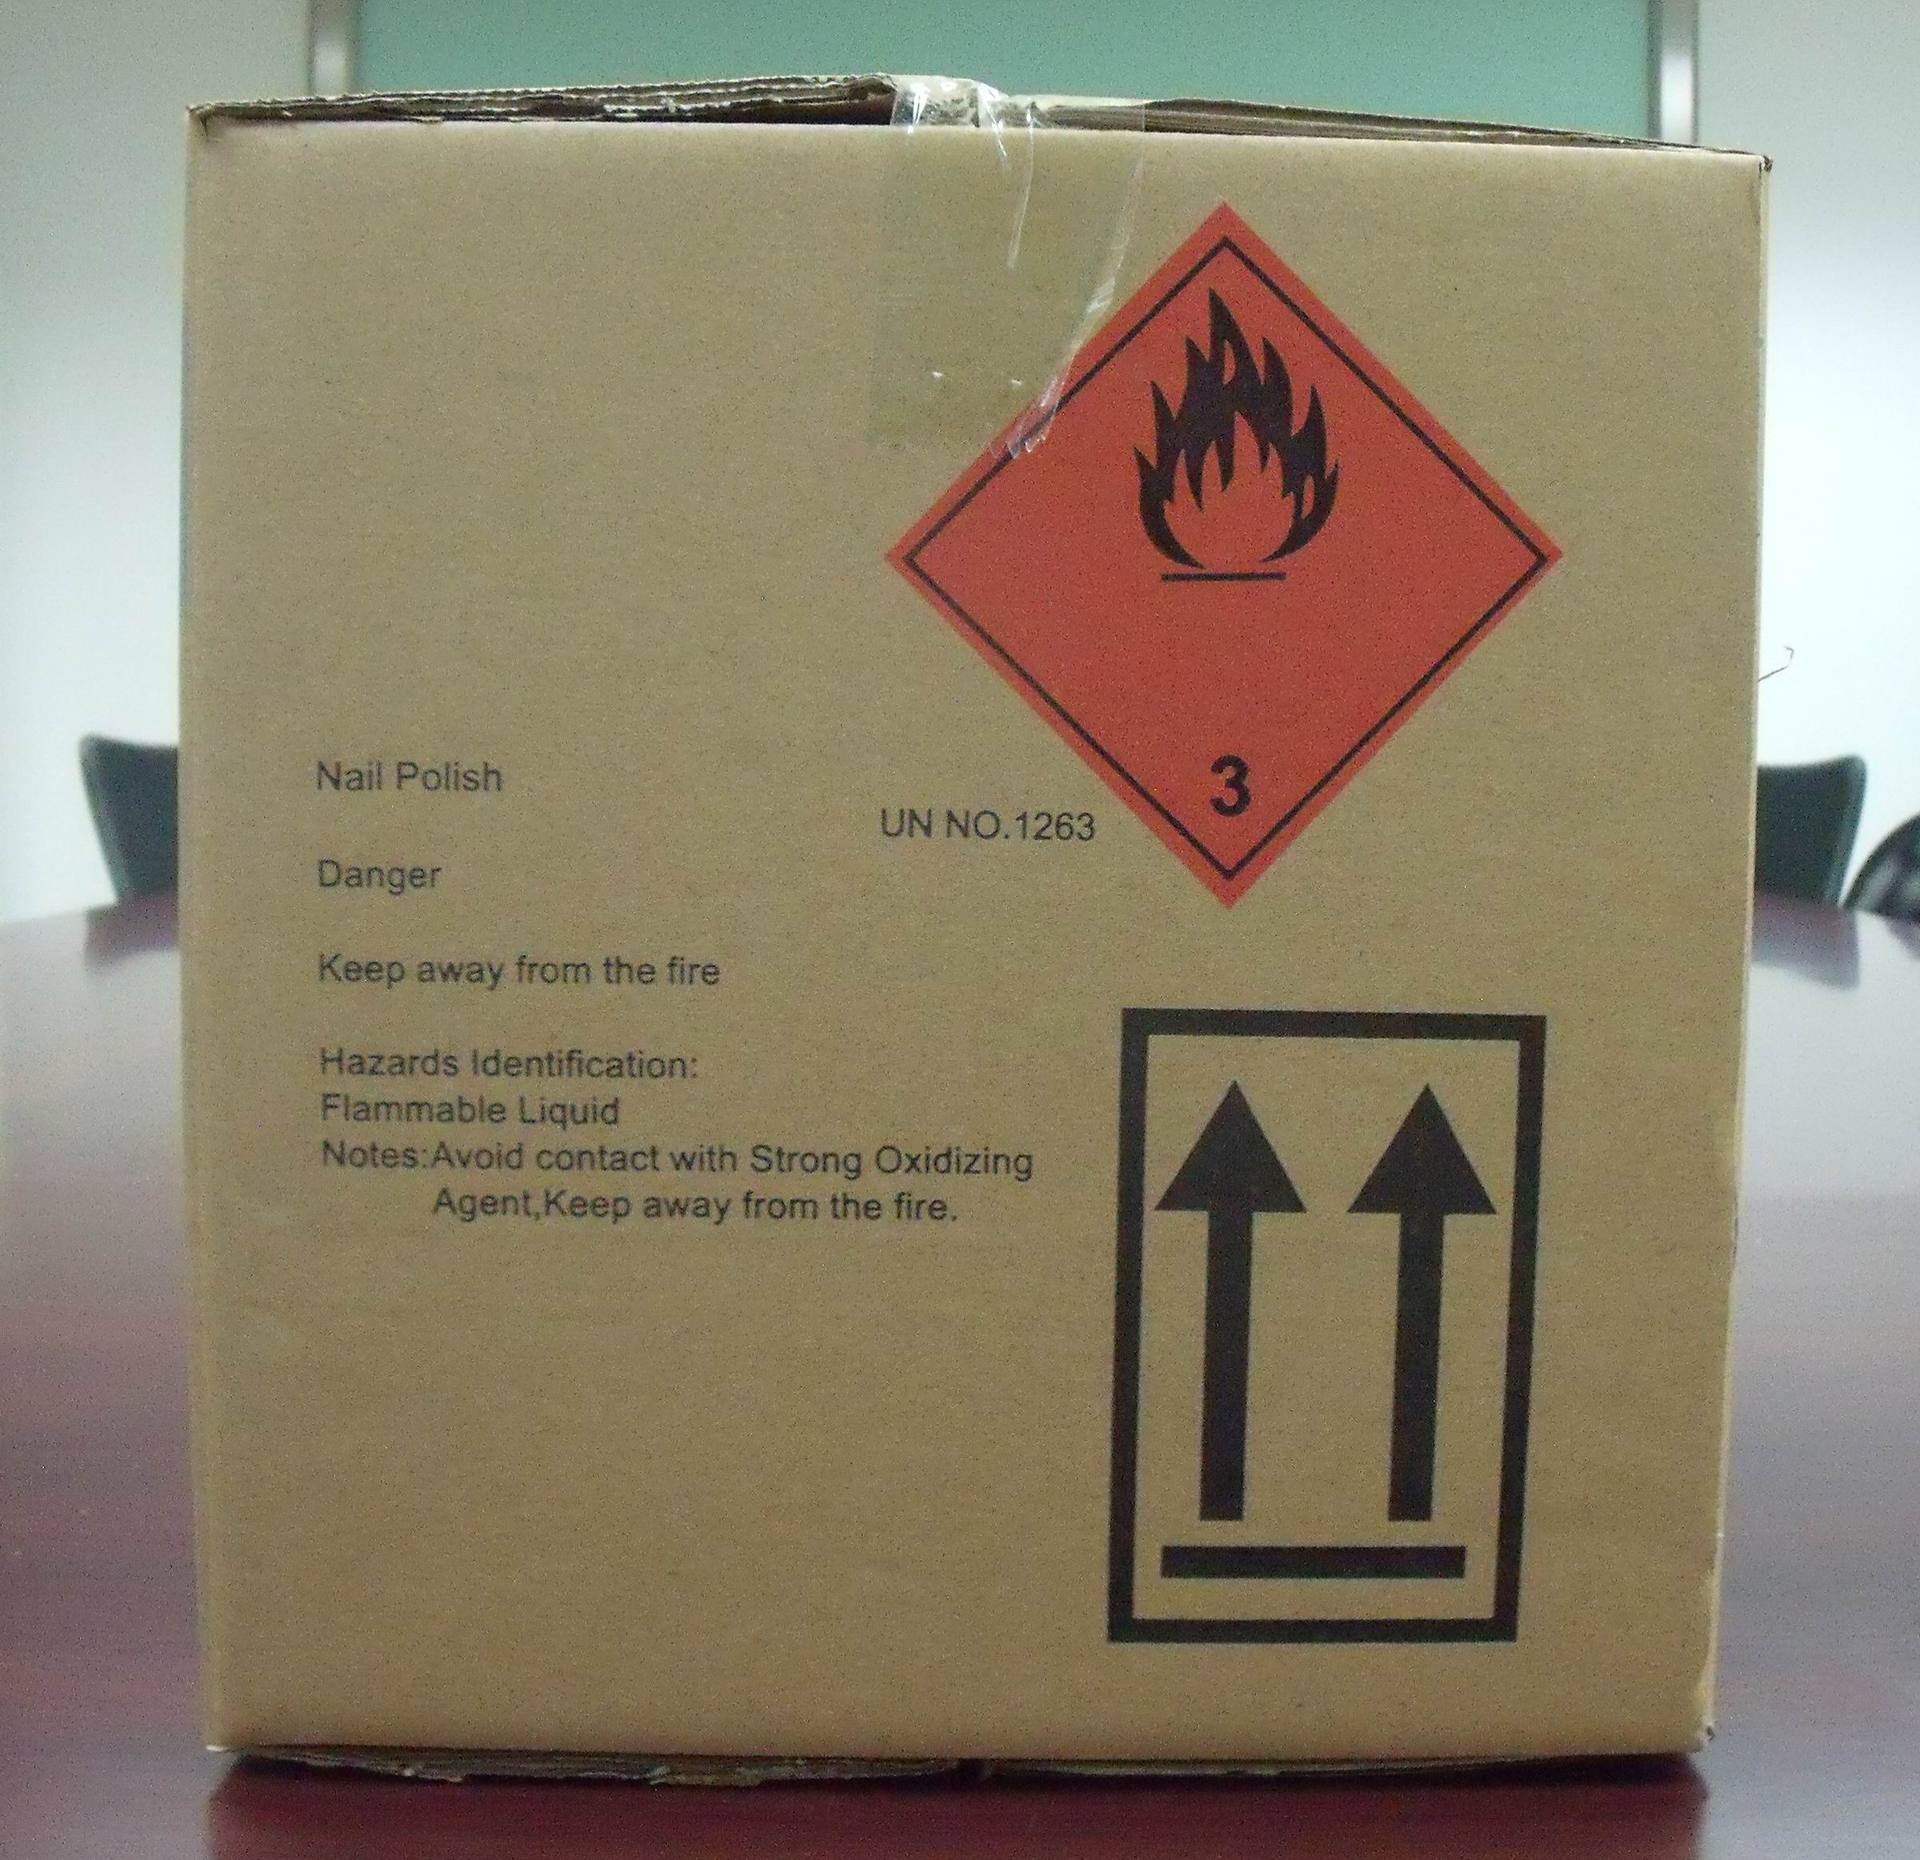 3
Nail Polish
UN NO.1263
Danger
Keep away from the fire
Hazards Identification:
Flammable Liquid
Notes:Avoid contact with Strong Oxidizing
Agent,Keep away from the fire.